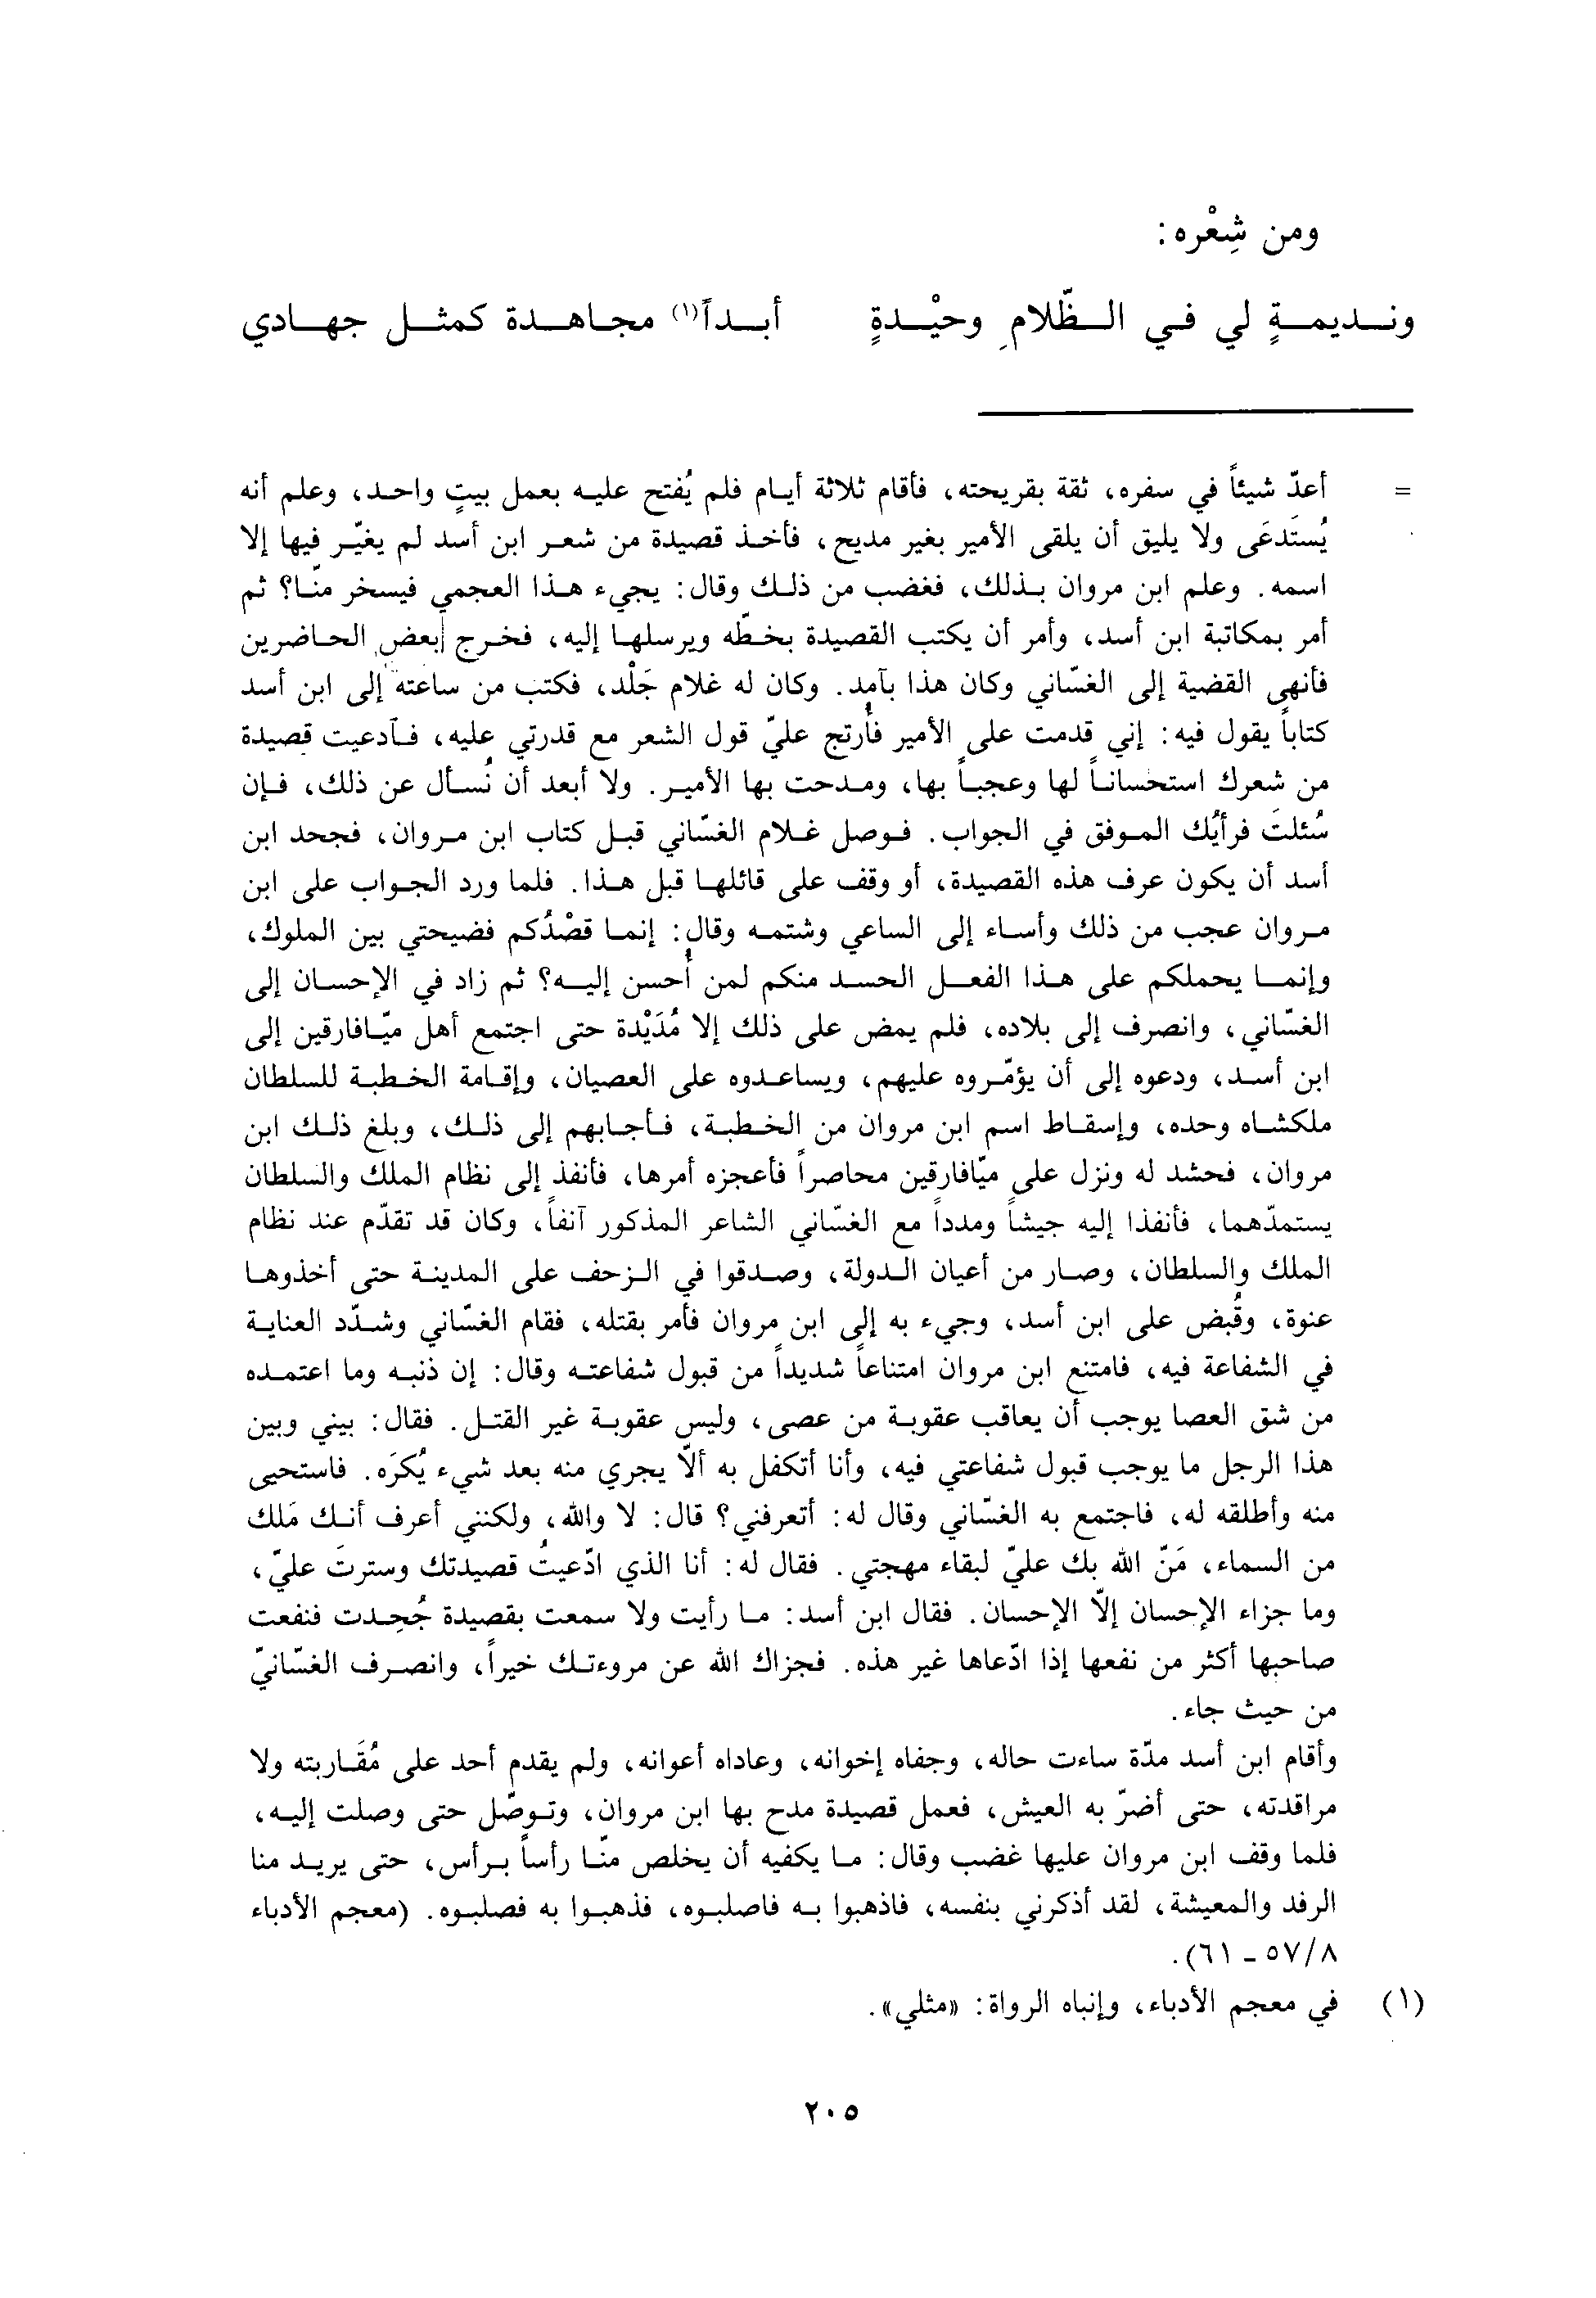 ومن شِعْره:
ونديمةٍ لي في الظّلامِ وحيْدةٍ أبداً(١) مجاهدة كمثل جهادي
= أعدّ شيئاً في سفره، ثقة بقريحته، فأقام ثلاثة أيام فلم يُفتح عليه بعمل بيتٍ واحد، وعلم أنه
يُستَدعَى ولا يليق أن يلقى الأمير بغير مديح، فأخذ قصيدة من شعر ابن أسد لم يغيّر فيها إلا
اسمه. وعلم ابن مروان بذلك، فغضب من ذلك وقال: يجيء هذا العجمي فيسخر منّا؟ ثم
أمر بمكاتبة ابن أسد، وأمر أن يكتب القصيدة بخطّه ويرسلها إليه، فخرج بعض الحاضرين
فأنهى القضية إلى الغسّاني وكان هذا بآمِد. وكان له غلام جَلْد، فكتب من ساعته إلى ابن أسد
كتاباً يقول فيه: إني قدمت على الأمير فأُرتج عليّ قول الشعر مع قدرتي عليه، فآدعيت قصيدة
من شعرك استحساناً لها وعجباً بها، ومدحت بها الأمير. ولا أبعد أن تُسأل عن ذلك، فإن
سُئلتَ فرأيُك الموفق في الجواب. فوصل غلام الغسّاني قبل كتاب ابن مروان، فجحد ابن
أسد أن يكون عرف هذه القصيدة، أو وقف على قائلها قبل هذا. فلما ورد الجواب على ابن
مروان عجب من ذلك وأساء إلى الساعي وشتمه وقال: إنما قصْدُكم فضيحتي بين الملوك،
وإنما يحملكم على هذا الفعل الحسد منكم لمن أُحسن إليه؟ ثم زاد في الإحسان إلى
الغسّاني، وانصرف إلى بلاده، فلم يمض على ذلك إلا مُدَيْدة حتى اجتمع أهل ميّافارقين إلى
ابن أسد، ودعوه إلى أن يؤمّروه عليهم، ويساعدوه على العصيان، وإقامة الخطبة للسلطان
ملكشاه وحده، وإسقاط اسم ابن مروان من الخطبة، فأجابهم إلى ذلك، وبلغ ذلك ابن
مروان، فحشد له ونزل على ميّافارقين محاصراً فأعجزه أمرها، فأنفذ إلى نظام الملك والسلطان
يستمدّهما، فأنفذا إليه جيشاً ومدداً مع الغسّاني الشاعر المذكور آنفاً، وكان قد تقدّم عند نظام
الملك والسلطان، وصار من أعيان الدولة، وصدقوا في الزحف على المدينة حتى أخذوها
عنوة، وقُبض على ابن أسد، وجيء به إلى ابن مروان فأمر بقتله، فقام الغسّاني وشدّد العناية
في الشفاعة فيه، فامتنع ابن مروان امتناعاً شديداً من قبول شفاعته وقال: إن ذنبه وما اعتمده
من شق العصا يوجب أن يعاقب عقوبة من عصى، وليس عقوبة غير القتل. فقال: بيني وبين
هذا الرجل ما يوجب قبول شفاعتي فيه، وأنا أتكفل به ألّا يجري منه بعد شيء يُكرَه. فاستحيى
منه وأطلقه له، فاجتمع به الغسّاني وقال له: أتعرفني؟ قال: لا والله، ولكنني أعرف أنك مَلَك
من السماء، مَنّ الله بك عليّ لبقاء مهجتي. فقال له: أنا الذي ادّعيتُ قصيدتك وسترتَ عليّ،
وما جزاء الإحسان إلّا الإحسان. فقال ابن أسد: ما رأيت ولا سمعت بقصيدة جُحِدت فنفعت
صاحبها أكثر من نفعها إذا ادّعاها غير هذه. فجزاك الله عن مروءتك خيراً، وانصرف الغسّانيّ
من حيث جاء.
وأقام ابن أسد مدّة ساءت حاله، وجفاه إخوانه، وعاداه أعوانه، ولم يقدم أحد على مُقَاربته ولا
مراقدته، حتى أضرّ به العيش، فعمل قصيدة مدح بها ابن مروان، وتوصّل حتى وصلت إليه،
فلما وقف ابن مروان عليها غضب وقال: ما يكفيه أن يخلص منّا رأساً برأس، حتى يريد منا
الرفد والمعيشة، لقد أذكرني بنفسه، فاذهبوا به فاصلبوه، فذهبوا به فصلبوه. (معجم الأدباء
٨/ ٥٧ ـ ٦١).
(١) في معجم الأدباء، وإنباه الرواة: «مثلي».
٢٠٥